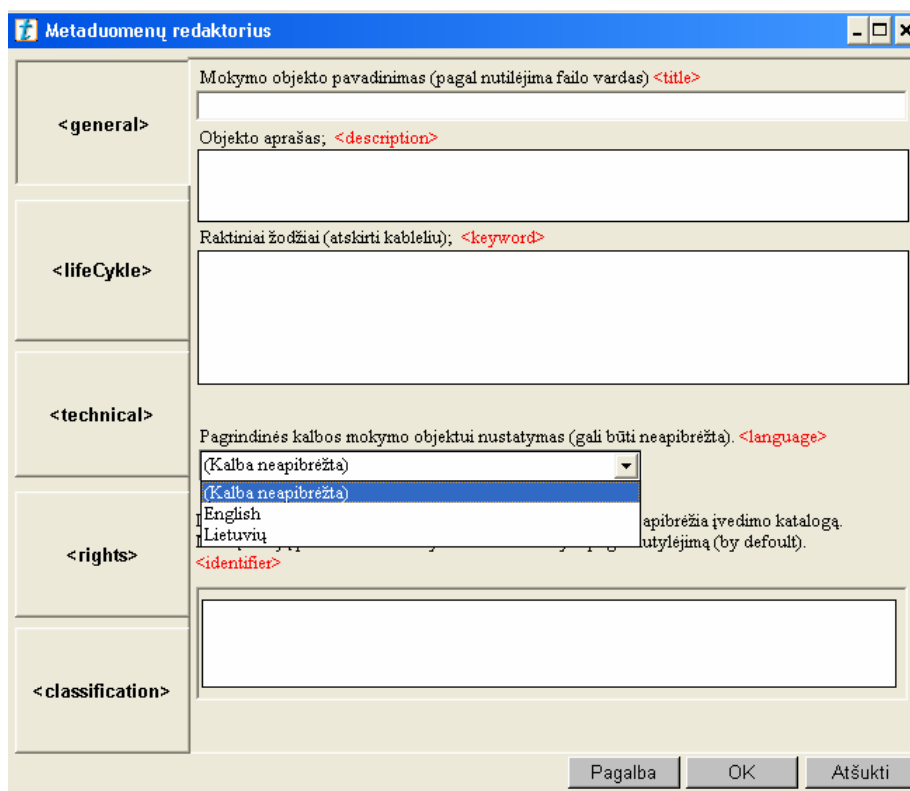 Metaduomenų redaktorius
<general>
Mokymo objekto pavadinimas (pagal nutilėjima failo vardas) <title>
Objekto aprašas; <description>
Raktiniai žodžiai (atskirti kableliu); <keyword>
<lifeCykle>
<technical>
Pagrindinės kalbos mokymo objektui nustatymas (gali būti neapibrėžta). <language>
(Kalba neapibrėžta)
(Kalba neapibrėžta)
English
Lietuvių
apibrėžia įvedimo katalogą.
utylėjimą (by defoult).
<identifier>
<rights>
<classification>
Pagalba
OK
Atšukti